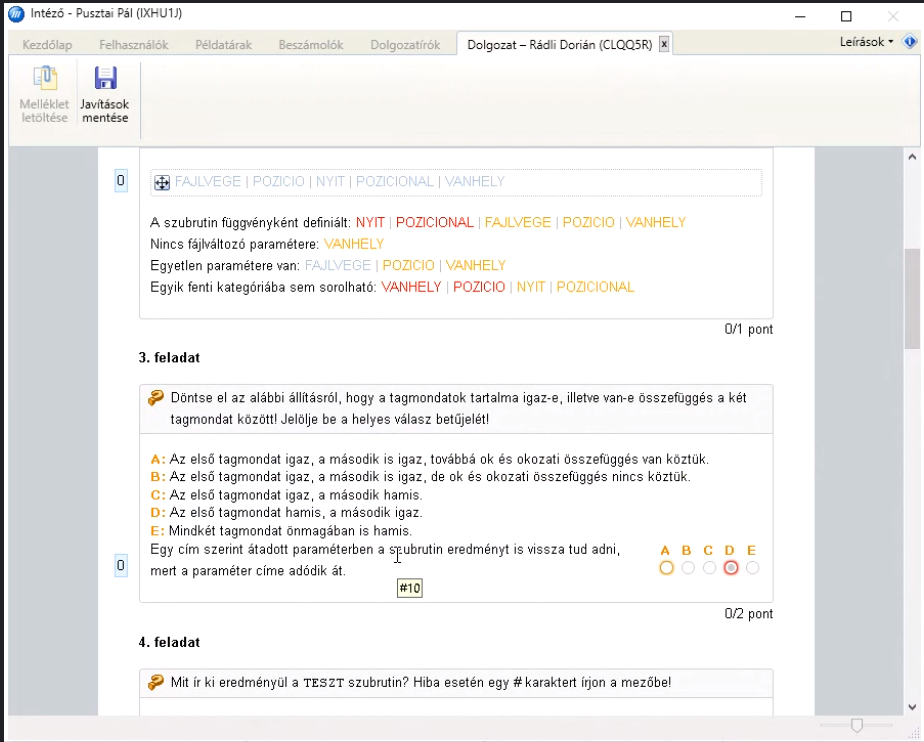 Intéző - Pusztai Pál (IXHU1J)
Kezdőlap Felhasználók Példatárak Beszámolók Dolgozatírók Dolgozat – Rádli Dorián (CLQQ5R) x Leírások
Melléklet letöltése
Javítások mentése
0 FAJLVEGE | POZICIO | NYIT | POZICIONAL | VANHELY
A szubrutin függvényként definiált: NYIT | POZICIONAL | FAJLVEGE | POZICIO | VANHELY
Nincs fájlváltozó paramétere: VANHELY
Egyetlen paramétere van: FAJLVEGE | POZICIO | VANHELY
Egyik fenti kategóriába sem sorolható: VANHELY | POZICIO | NYIT | POZICIONAL
0/1 pont
3. feladat
Döntse el az alábbi állításról, hogy a tagmondatok tartalma igaz-e, illetve van-e összefüggés a két
tagmondat között! Jelölje be a helyes válasz betűjelét!
A: Az első tagmondat igaz, a második is igaz, továbbá ok és okozati összefüggés van köztük.
B: Az első tagmondat igaz, a második is igaz, de ok és okozati összefüggés nincs köztük.
C: Az első tagmondat igaz, a második hamis.
D: Az első tagmondat hamis, a második igaz.
E: Mindkét tagmondat önmagában is hamis.
Egy cím szerint átadott paraméterben a szubrutin eredményt is vissza tud adni, A B C D E
0 mert a paraméter címe adódik át.
#10
0/2 pont
4. feladat
Mit ír ki eredményül a TESZT szubrutin? Hiba esetén egy # karaktert írjon a mezőbe!